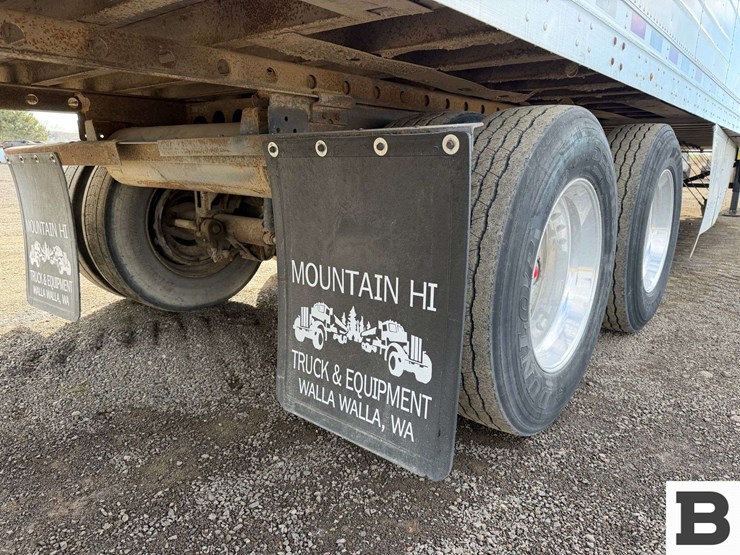 MOUNTAIN HI
TRUCK & EQUIPMENT
WALLA WALLA, WA
MOUNTAIN HI
TRUCK & EQUIPMENT
WALLA WALLA, WA
B